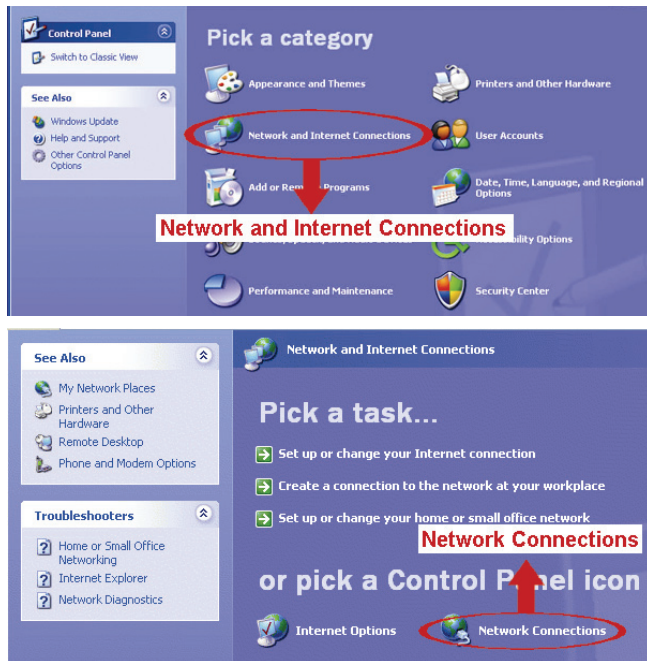 Control Panel
Switch to Classic View
See Also
Windows Update
Help and Support
Other Control Panel
Options
Pick a category
Appearance and Themes
Printers and Other Hardware
Network and Internet Connections
User Accounts
Add or Remove Programs
Date, Time, Language, and Regional
Options
Network and Internet Connections
Accessibility Options
Performance and Maintenance
Security Center
See Also
My Network Places
Printers and Other
Hardware
Remote Desktop
Phone and Modem Options
Troubleshooters
Home or Small Office
Networking
Internet Explorer
Network Diagnostics
Network and Internet Connections
Pick a task...
Set up or change your Internet connection
Create a connection to the network at your workplace
Set up or change your home or small office network
Network Connections
or pick a Control Panel icon
Internet Options
Network Connections